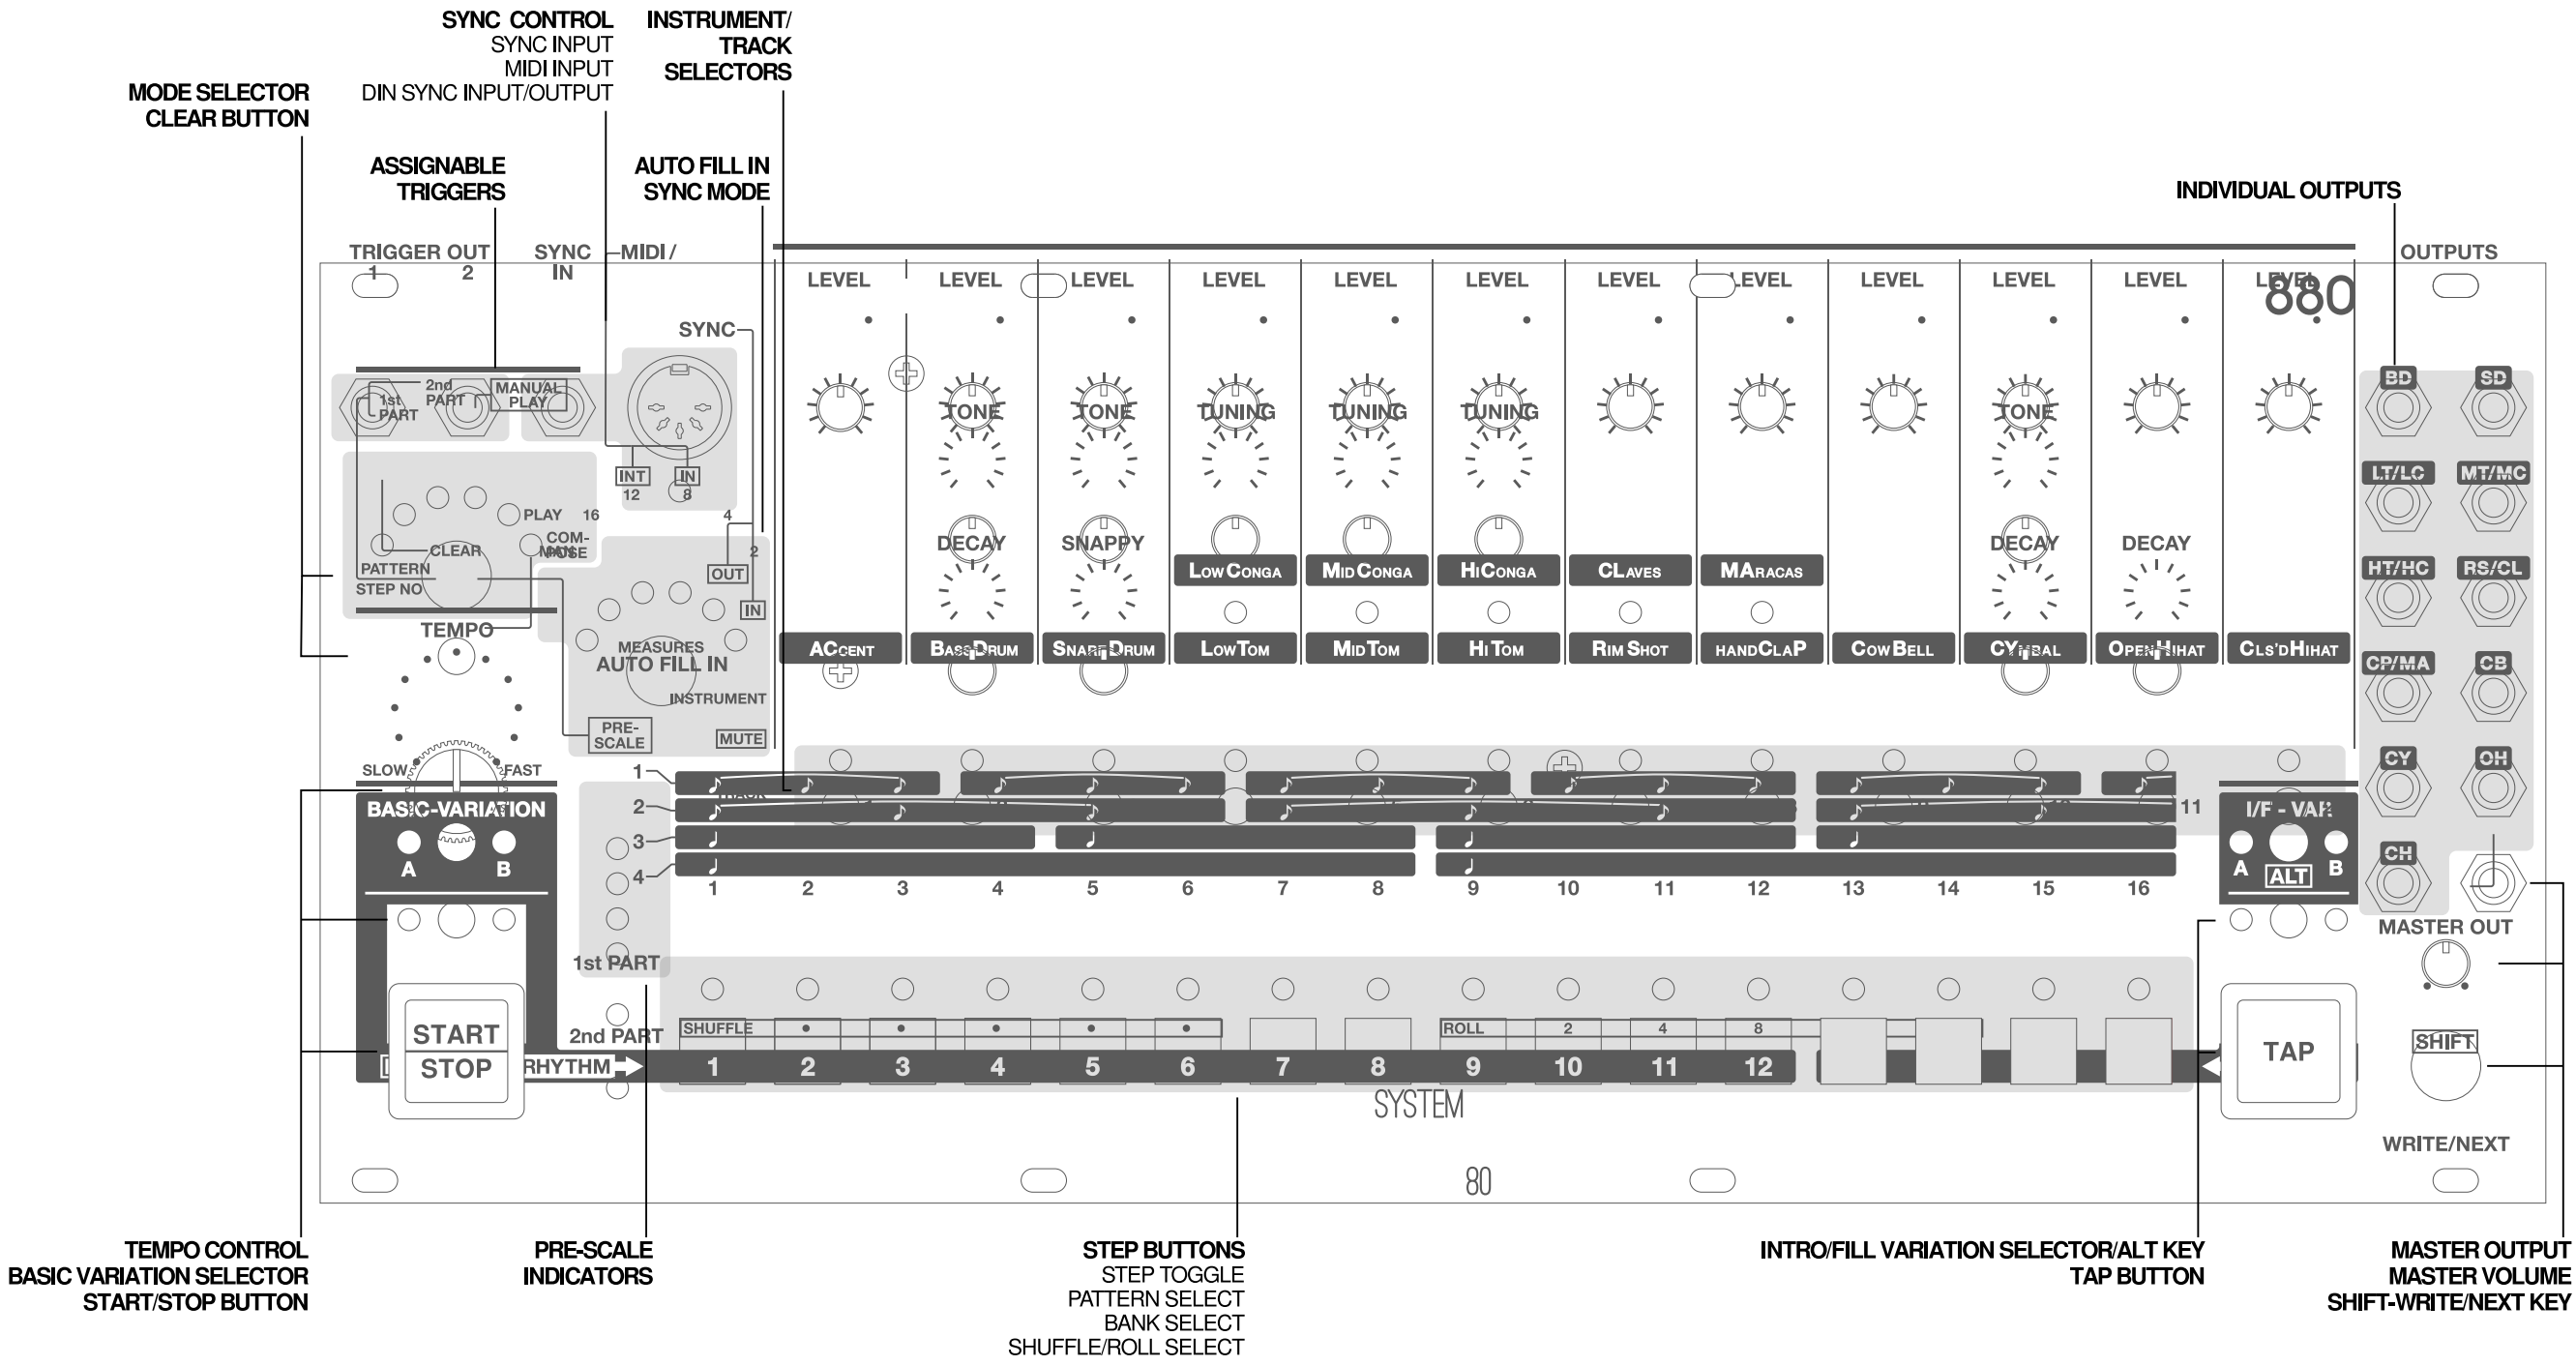 SYNC CONTROL
SYNC INPUT
MIDI INPUT
DIN SYNC INPUT/OUTPUT
INSTRUMENT/
TRACK
SELECTORS
MODE SELECTOR
CLEAR BUTTON
ASSIGNABLE
TRIGGERS
AUTO FILL IN
SYNC MODE
INDIVIDUAL OUTPUTS
TRIGGER OUT
1 2
SYNC
IN
MIDI /
OUTPUTS
LEVEL LEVEL LEVEL LEVEL LEVEL LEVEL LEVEL LEVEL LEVEL LEVEL LEVEL LEVEL
880
SYNC
2nd
PART
1st
PART
MANUAL
PLAY
TONE TONE TUNING TUNING TUNING TONE
BD SD
INT IN
12 8
LT/LC MT/MC
PLAY 16 4
COM-
POSE
MAN
CLEAR 2
DECAY SNAPPY DECAY DECAY
PATTERN
STEP NO
OUT
IN
LOW CONGA MID CONGA HI CONGA CLAVES MARACAS
HT/HC RS/CL
TEMPO
MEASURES
AUTO FILL IN
ACCENT BASS DRUM SNARE DRUM LOW TOM MID TOM HI TOM RIM SHOT HANDCLAP COW BELL CYMBAL OPEN HIHAT CLS'D HIHAT
CP/MA CB
INSTRUMENT
PRE-
SCALE
MUTE
SLOW FAST
CY OH
1
2
3
4
TRACK
11
BASIC-VARIATION
A B
I/F - VAR.
A ALT B
CH
1 2 3 4 5 6 7 8 9 10 11 12 13 14 15 16
MASTER OUT
1st PART
2nd PART
SHUFFLE
ROLL 2 4 8
START
STOP
RHYTHM
1 2 3 4 5 6 7 8 9 10 11 12
TAP
SHIFT
SYSTEM
80
WRITE/NEXT
TEMPO CONTROL
BASIC VARIATION SELECTOR
START/STOP BUTTON
PRE-SCALE
INDICATORS
STEP BUTTONS
STEP TOGGLE
PATTERN SELECT
BANK SELECT
SHUFFLE/ROLL SELECT
INTRO/FILL VARIATION SELECTOR/ALT KEY
TAP BUTTON
MASTER OUTPUT
MASTER VOLUME
SHIFT-WRITE/NEXT KEY